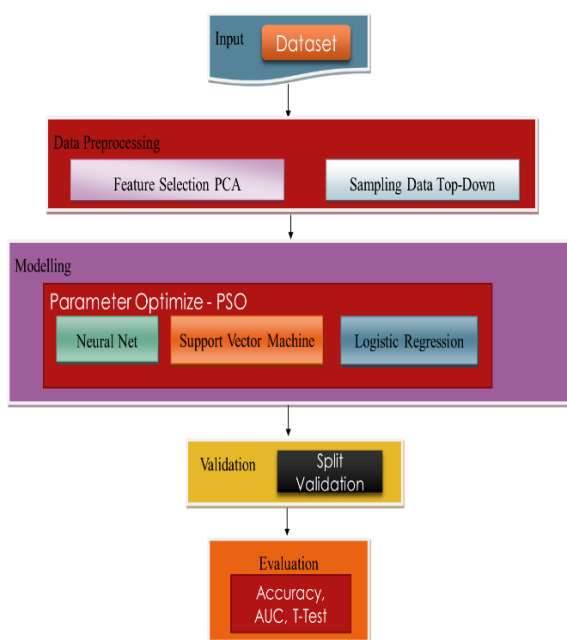 Input
Dataset
Data Preprocessing
Feature Selection PCA
Sampling Data Top-Down
Modelling
Parameter Optimize - PSO
Neural Net
Support Vector Machine
Logistic Regression
Validation
Split
Validation
Evaluation
Accuracy,
AUC, T-Test